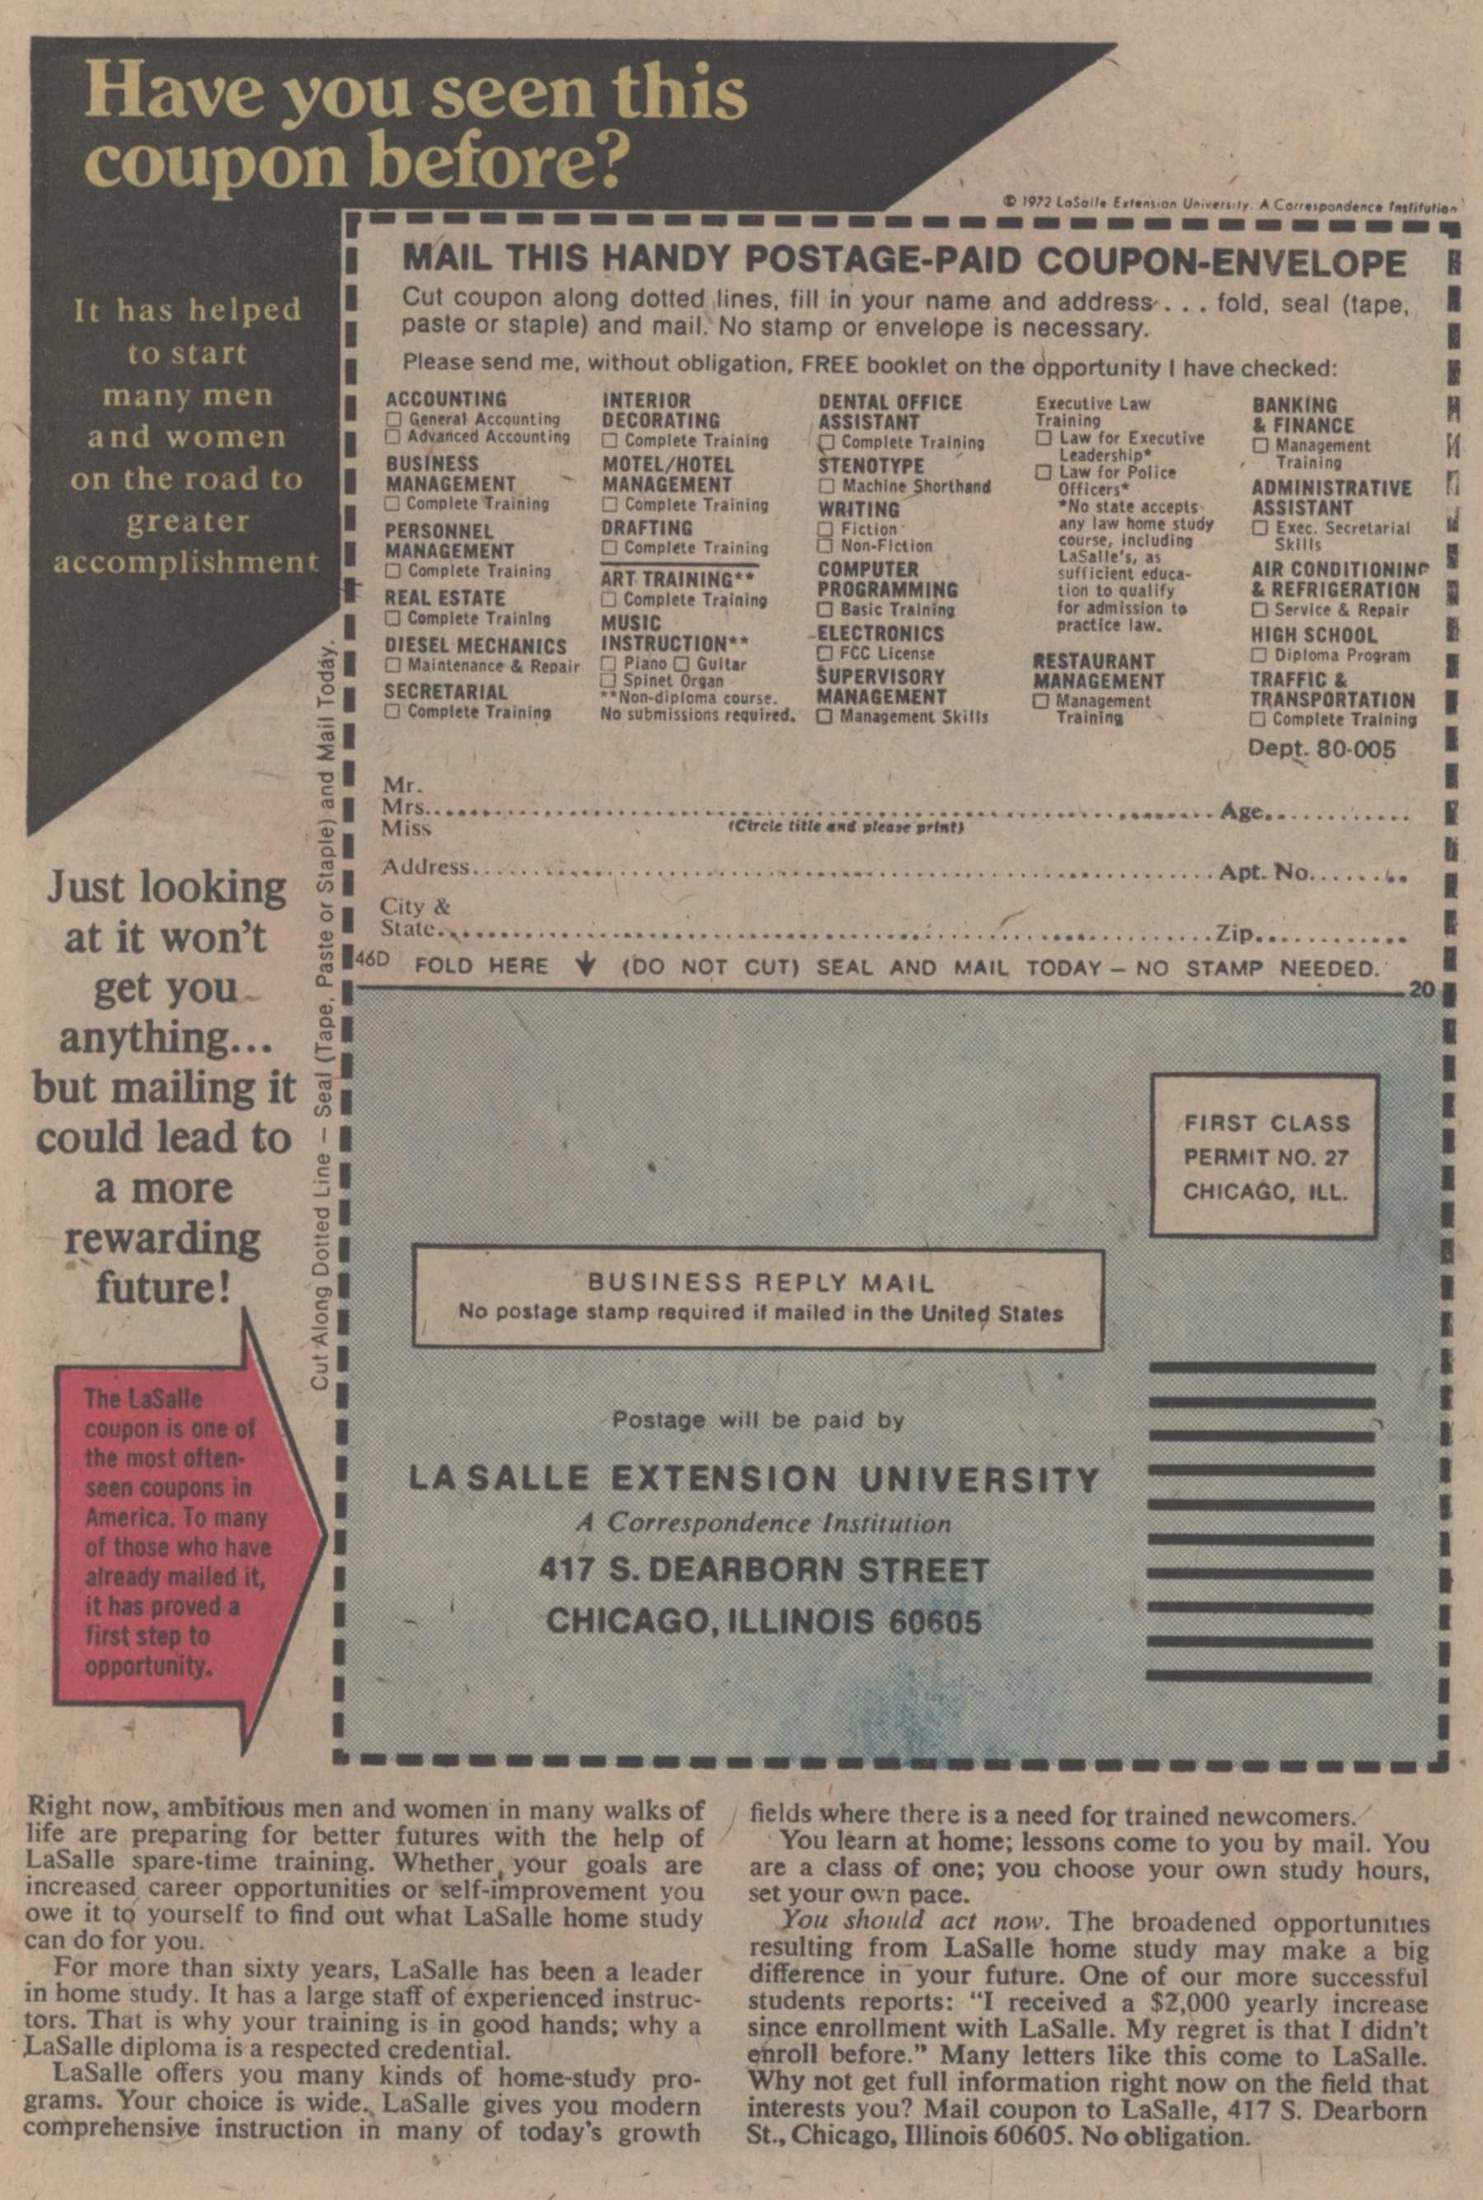 Have you seen this
coupon before?
© 1972 LaSalle Extension University. A Correspondence Institution
It has helped
to start
many men
and women
on the road to
greater
accomplishment
MAIL THIS HANDY POSTAGE-PAID COUPON-ENVELOPE
Cut coupon along dotted lines, fill in your name and address . . . fold, seal (tape,
paste or staple) and mail. No stamp or envelope is necessary.
Please send me, without obligation, FREE booklet on the opportunity I have checked:
ACCOUNTING
☐ General Accounting
☐ Advanced Accounting
BUSINESS
MANAGEMENT
☐ Complete Training
PERSONNEL
MANAGEMENT
☐ Complete Training
REAL ESTATE
☐ Complete Training
DIESEL MECHANICS
☐ Maintenance & Repair
SECRETARIAL
☐ Complete Training
INTERIOR
DECORATING
☐ Complete Training
MOTEL/HOTEL
MANAGEMENT
☐ Complete Training
DRAFTING
☐ Complete Training
ART TRAINING**
☐ Complete Training
MUSIC
INSTRUCTION**
☐ Piano ☐ Guitar
☐ Spinet Organ
**Non-diploma course.
No submissions required.
DENTAL OFFICE
ASSISTANT
☐ Complete Training
STENOTYPE
☐ Machine Shorthand
WRITING
☐ Fiction
☐ Non-Fiction
COMPUTER
PROGRAMMING
☐ Basic Training
ELECTRONICS
☐ FCC License
SUPERVISORY
MANAGEMENT
☐ Management Skills
Executive Law
Training
☐ Law for Executive
Leadership*
☐ Law for Police
Officers*
*No state accepts
any law home study
course, including
LaSalle's, as
sufficient educa-
tion to qualify
for admission to
practice law.
RESTAURANT
MANAGEMENT
☐ Management
Training
BANKING
& FINANCE
☐ Management
Training
ADMINISTRATIVE
ASSISTANT
☐ Exec. Secretarial
Skills
AIR CONDITIONING
& REFRIGERATION
☐ Service & Repair
HIGH SCHOOL
☐ Diploma Program
TRAFFIC &
TRANSPORTATION
☐ Complete Training
Dept. 80-005
Mr.
Mrs. Age
Miss (Circle title and please print)
Address Apt. No.
City &
State Zip
46D FOLD HERE ↓ (DO NOT CUT) SEAL AND MAIL TODAY – NO STAMP NEEDED.
20
Cut Along Dotted Line – Seal (Tape, Paste or Staple) and Mail Today.
Just looking
at it won't
get you
anything...
but mailing it
could lead to
a more
rewarding
future!
The LaSalle
coupon is one of
the most often-
seen coupons in
America. To many
of those who have
already mailed it,
it has proved a
first step to
opportunity.
FIRST CLASS
PERMIT NO. 27
CHICAGO, ILL.
BUSINESS REPLY MAIL
No postage stamp required if mailed in the United States
Postage will be paid by
LA SALLE EXTENSION UNIVERSITY
A Correspondence Institution
417 S. DEARBORN STREET
CHICAGO, ILLINOIS 60605
Right now, ambitious men and women in many walks of
life are preparing for better futures with the help of
LaSalle spare-time training. Whether your goals are
increased career opportunities or self-improvement you
owe it to yourself to find out what LaSalle home study
can do for you.
For more than sixty years, LaSalle has been a leader
in home study. It has a large staff of experienced instruc-
tors. That is why your training is in good hands; why a
LaSalle diploma is a respected credential.
LaSalle offers you many kinds of home-study pro-
grams. Your choice is wide. LaSalle gives you modern
comprehensive instruction in many of today's growth
fields where there is a need for trained newcomers.
You learn at home; lessons come to you by mail. You
are a class of one; you choose your own study hours,
set your own pace.
You should act now. The broadened opportunities
resulting from LaSalle home study may make a big
difference in your future. One of our more successful
students reports: “I received a $2,000 yearly increase
since enrollment with LaSalle. My regret is that I didn't
enroll before.” Many letters like this come to LaSalle.
Why not get full information right now on the field that
interests you? Mail coupon to LaSalle, 417 S. Dearborn
St., Chicago, Illinois 60605. No obligation.